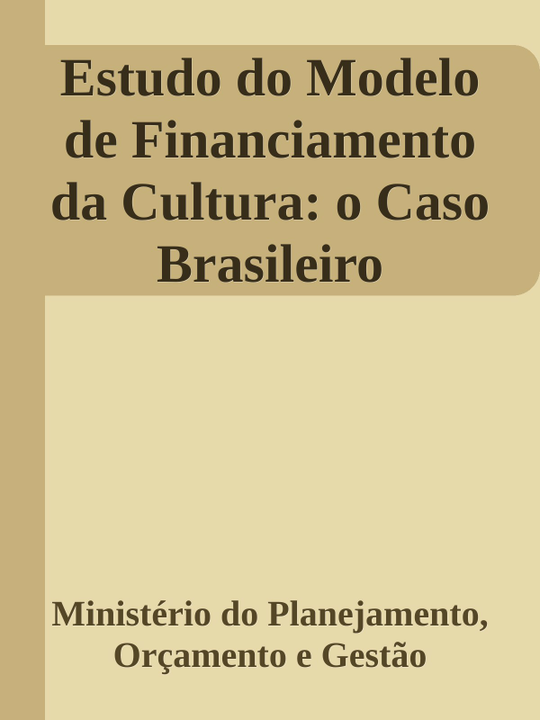 Estudo do Modelo
de Financiamento
da Cultura: o Caso
Brasileiro
Ministério do Planejamento,
Orçamento e Gestão